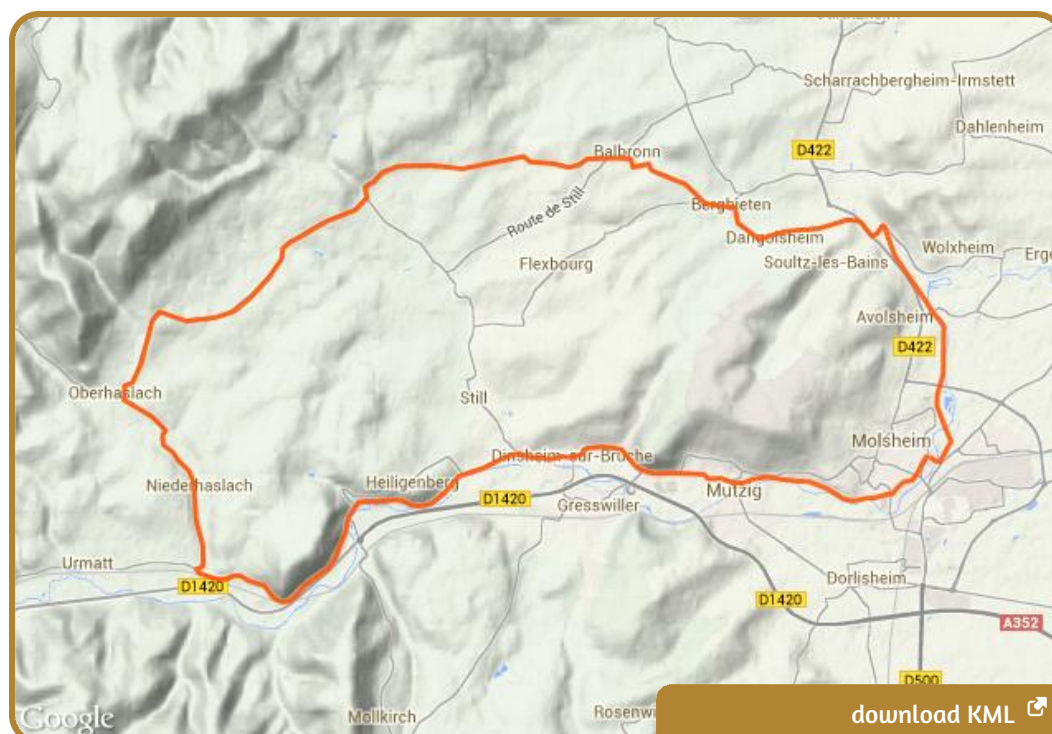 Scharrachbergheim-Irmstett
Dahlenheim
D422
Balbronn
Route de Still
Bergbieten
Dangolsheim
Wolxheim
Flexbourg
Soultz-les-Bains
Avolsheim
D422
Oberhaslach
Still
Molsheim
Dinsheim-sur-Bruche
Heiligenberg
Niederhaslach
Mutzig
D1420
Gresswiller
Urmatt
D1420
Dorlisheim
D1420
A352
D500
Mollkirch
Google
download KML